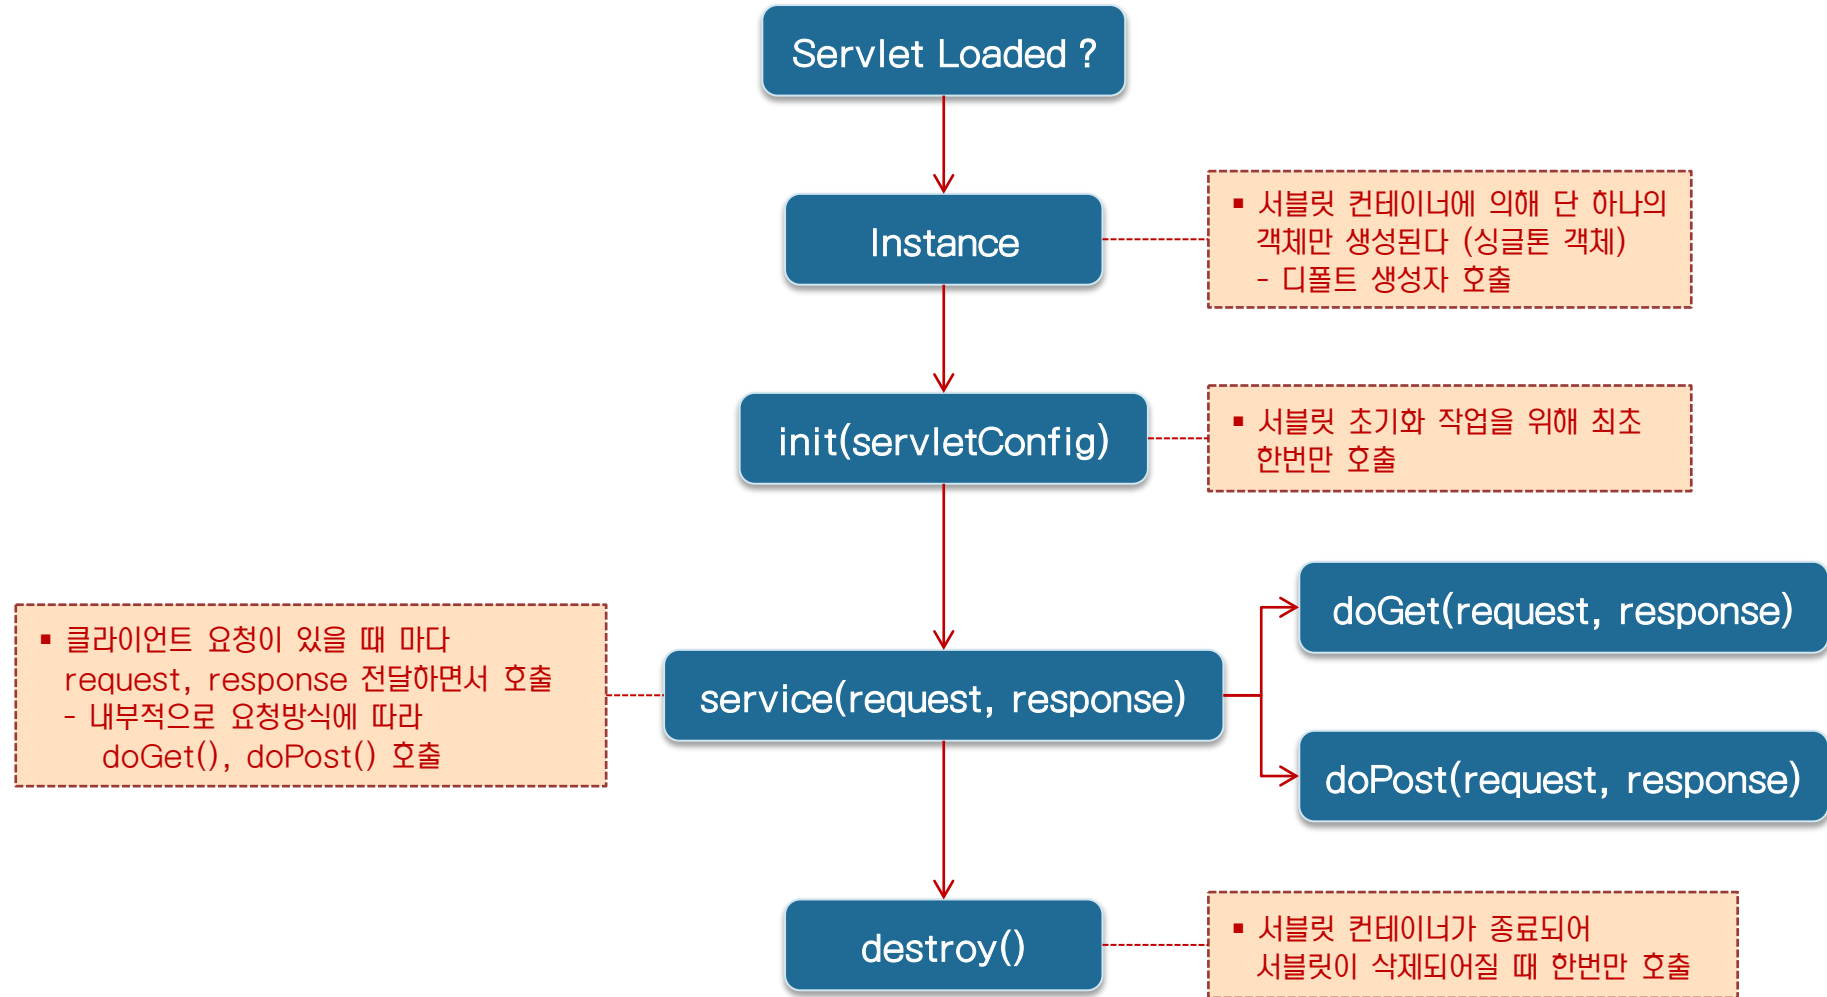 Servlet Loaded ?
Instance
▪ 서블릿 컨테이너에 의해 단 하나의
객체만 생성된다 (싱글톤 객체)
- 디폴트 생성자 호출
init(servletConfig)
▪ 서블릿 초기화 작업을 위해 최초
한번만 호출
▪ 클라이언트 요청이 있을 때 마다
request, response 전달하면서 호출
- 내부적으로 요청방식에 따라
doGet(), doPost() 호출
service(request, response)
doGet(request, response)
doPost(request, response)
destroy()
▪ 서블릿 컨테이너가 종료되어
서블릿이 삭제되어질 때 한번만 호출